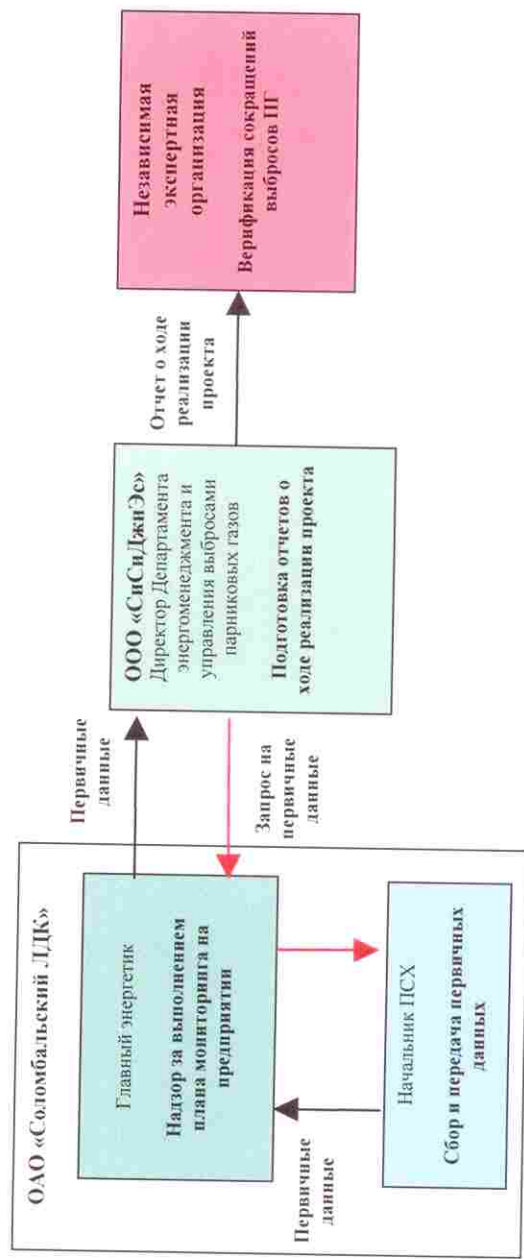 ОАО «Соломбальский ЛДК»
Главный энергетик
Надзор за выполнением
плана мониторинга на
предприятии
Первичные
данные
Начальник ПСХ
Сбор и передача первичных
данных
Первичные
данные
Запрос на
первичные
данные
ООО «СиСиДжиЭс»
Директор Департамента
энергоменеджмента и
управления выбросами
парниковых газов
Подготовка отчетов о
ходе реализации проекта
Отчет о ходе
реализации
проекта
Независимая
экспертная
организация
Верификация сокращений
выбросов ПГ